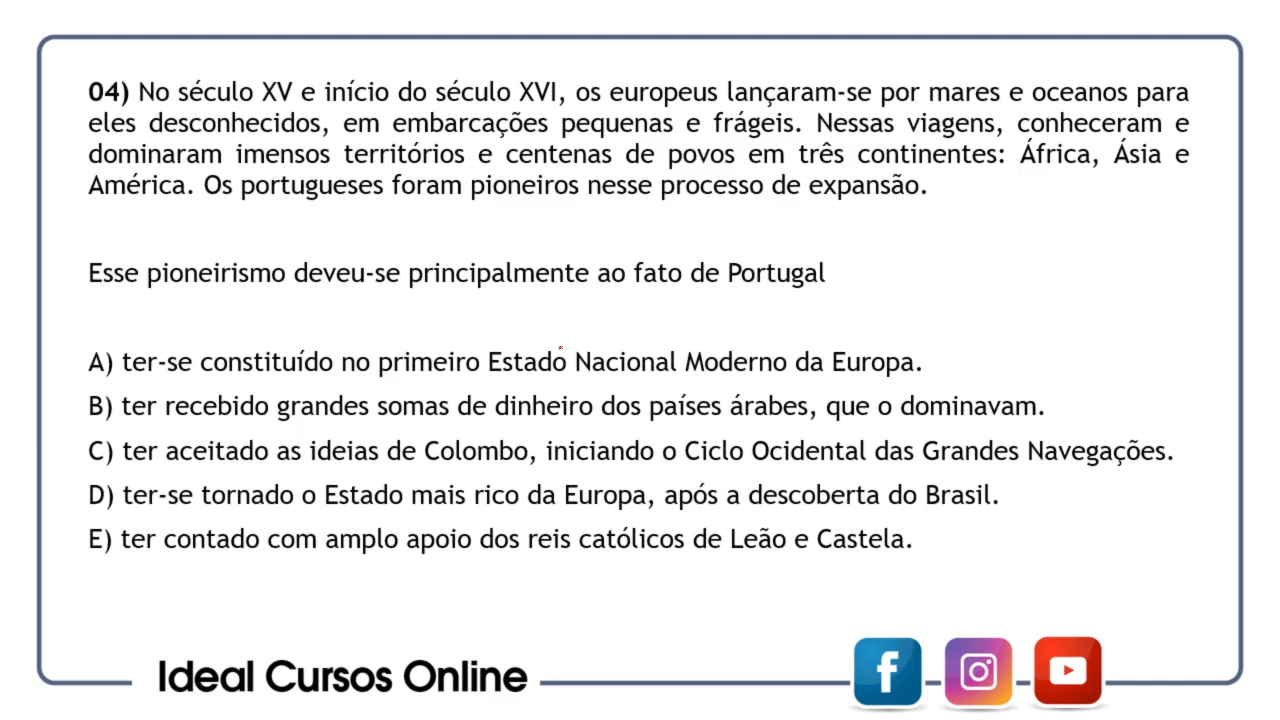 04) No século XV e início do século XVI, os europeus lançaram-se por mares e oceanos para
eles desconhecidos, em embarcações pequenas e frágeis. Nessas viagens, conheceram e
dominaram imensos territórios e centenas de povos em três continentes: África, Ásia e
América. Os portugueses foram pioneiros nesse processo de expansão.
Esse pioneirismo deveu-se principalmente ao fato de Portugal
A) ter-se constituído no primeiro Estado Nacional Moderno da Europa.
B) ter recebido grandes somas de dinheiro dos países árabes, que o dominavam.
C) ter aceitado as ideias de Colombo, iniciando o Ciclo Ocidental das Grandes Navegações.
D) ter-se tornado o Estado mais rico da Europa, após a descoberta do Brasil.
E) ter contado com amplo apoio dos reis católicos de Leão e Castela.
Ideal Cursos Online